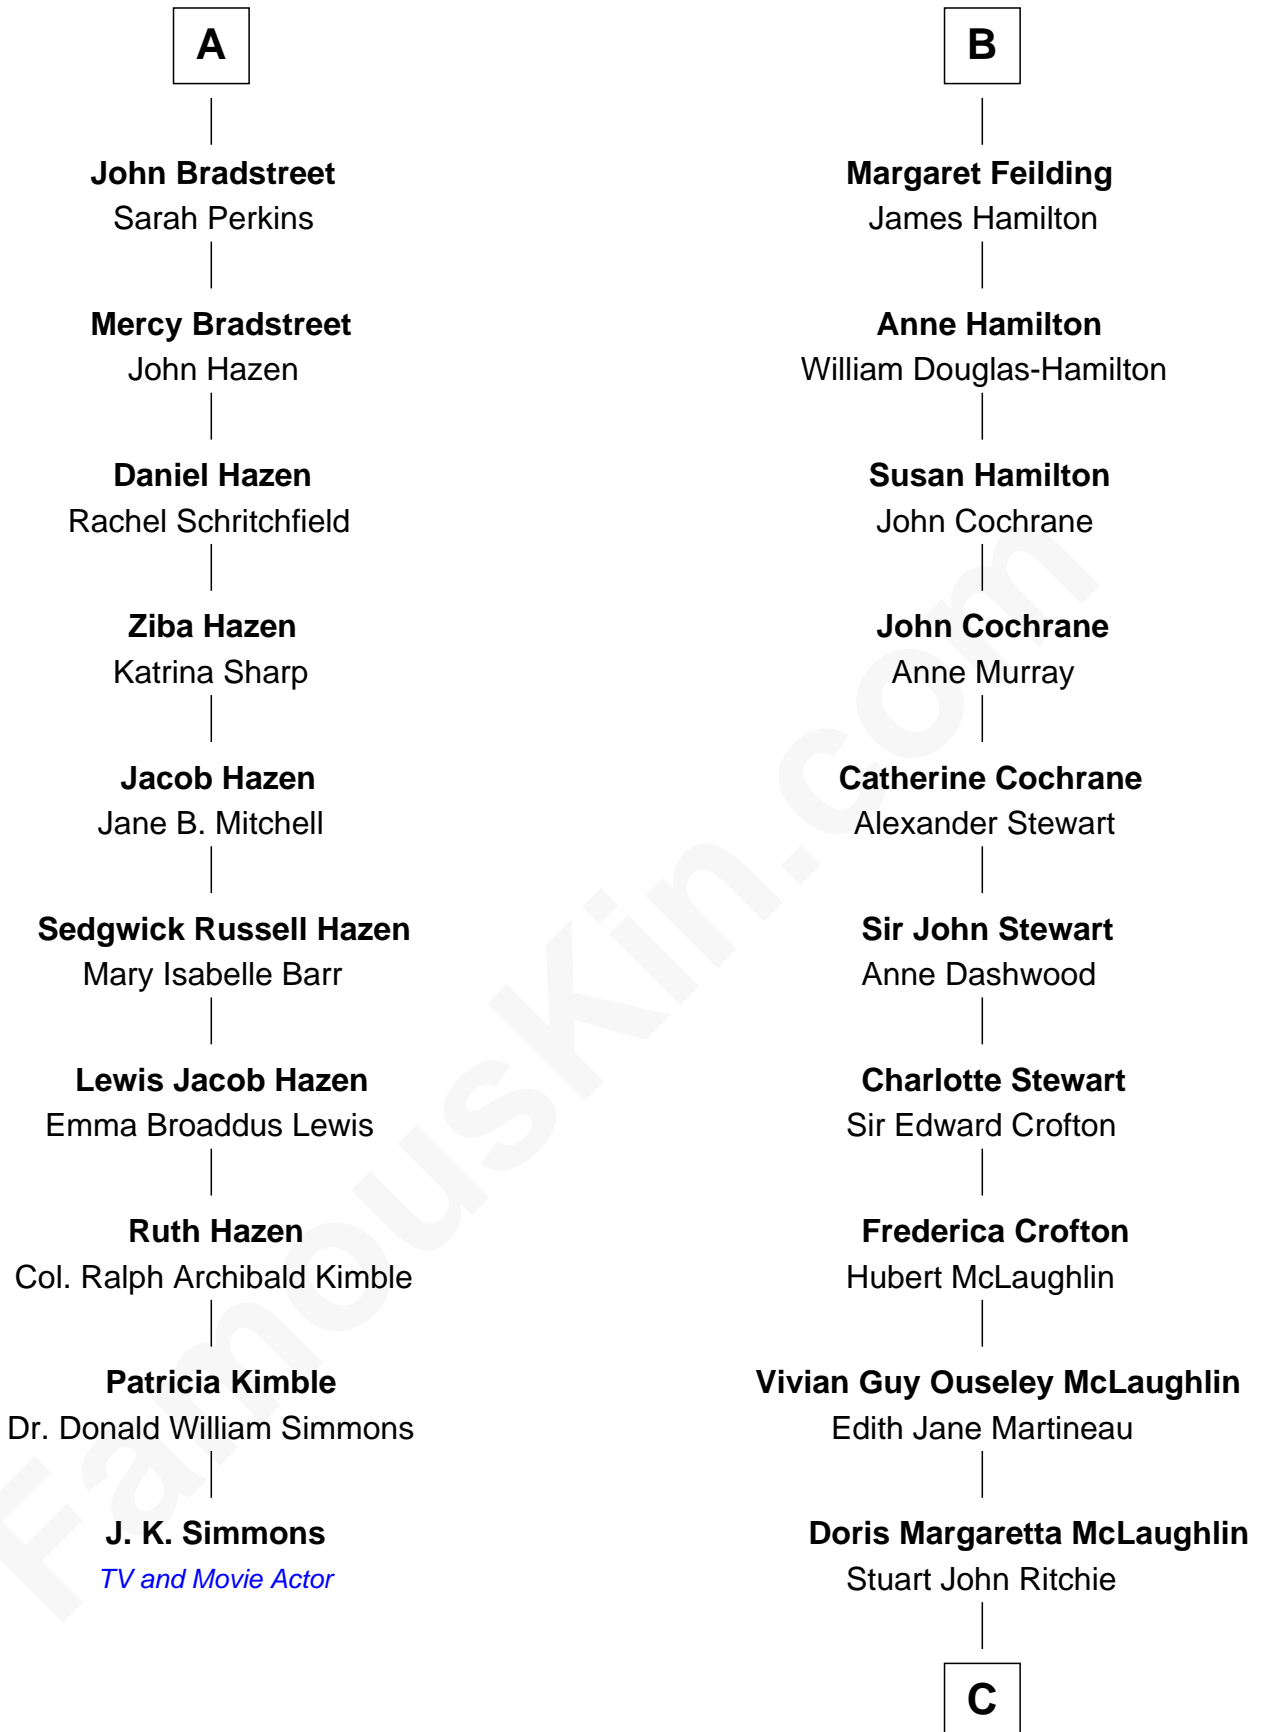 A
John Bradstreet
Sarah Perkins
Mercy Bradstreet
John Hazen
Daniel Hazen
Rachel Schritchfield
Ziba Hazen
Katrina Sharp
Jacob Hazen
Jane B. Mitchell
Sedgwick Russell Hazen
Mary Isabelle Barr
Lewis Jacob Hazen
Emma Broaddus Lewis
Ruth Hazen
Col. Ralph Archibald Kimble
Patricia Kimble
Dr. Donald William Simmons
J. K. Simmons
TV and Movie Actor
B
Margaret Feilding
James Hamilton
Anne Hamilton
William Douglas-Hamilton
Susan Hamilton
John Cochrane
John Cochrane
Anne Murray
Catherine Cochrane
Alexander Stewart
Sir John Stewart
Anne Dashwood
Charlotte Stewart
Sir Edward Crofton
Frederica Crofton
Hubert McLaughlin
Vivian Guy Ouseley McLaughlin
Edith Jane Martineau
Doris Margaretta McLaughlin
Stuart John Ritchie
C
FamousKin.com